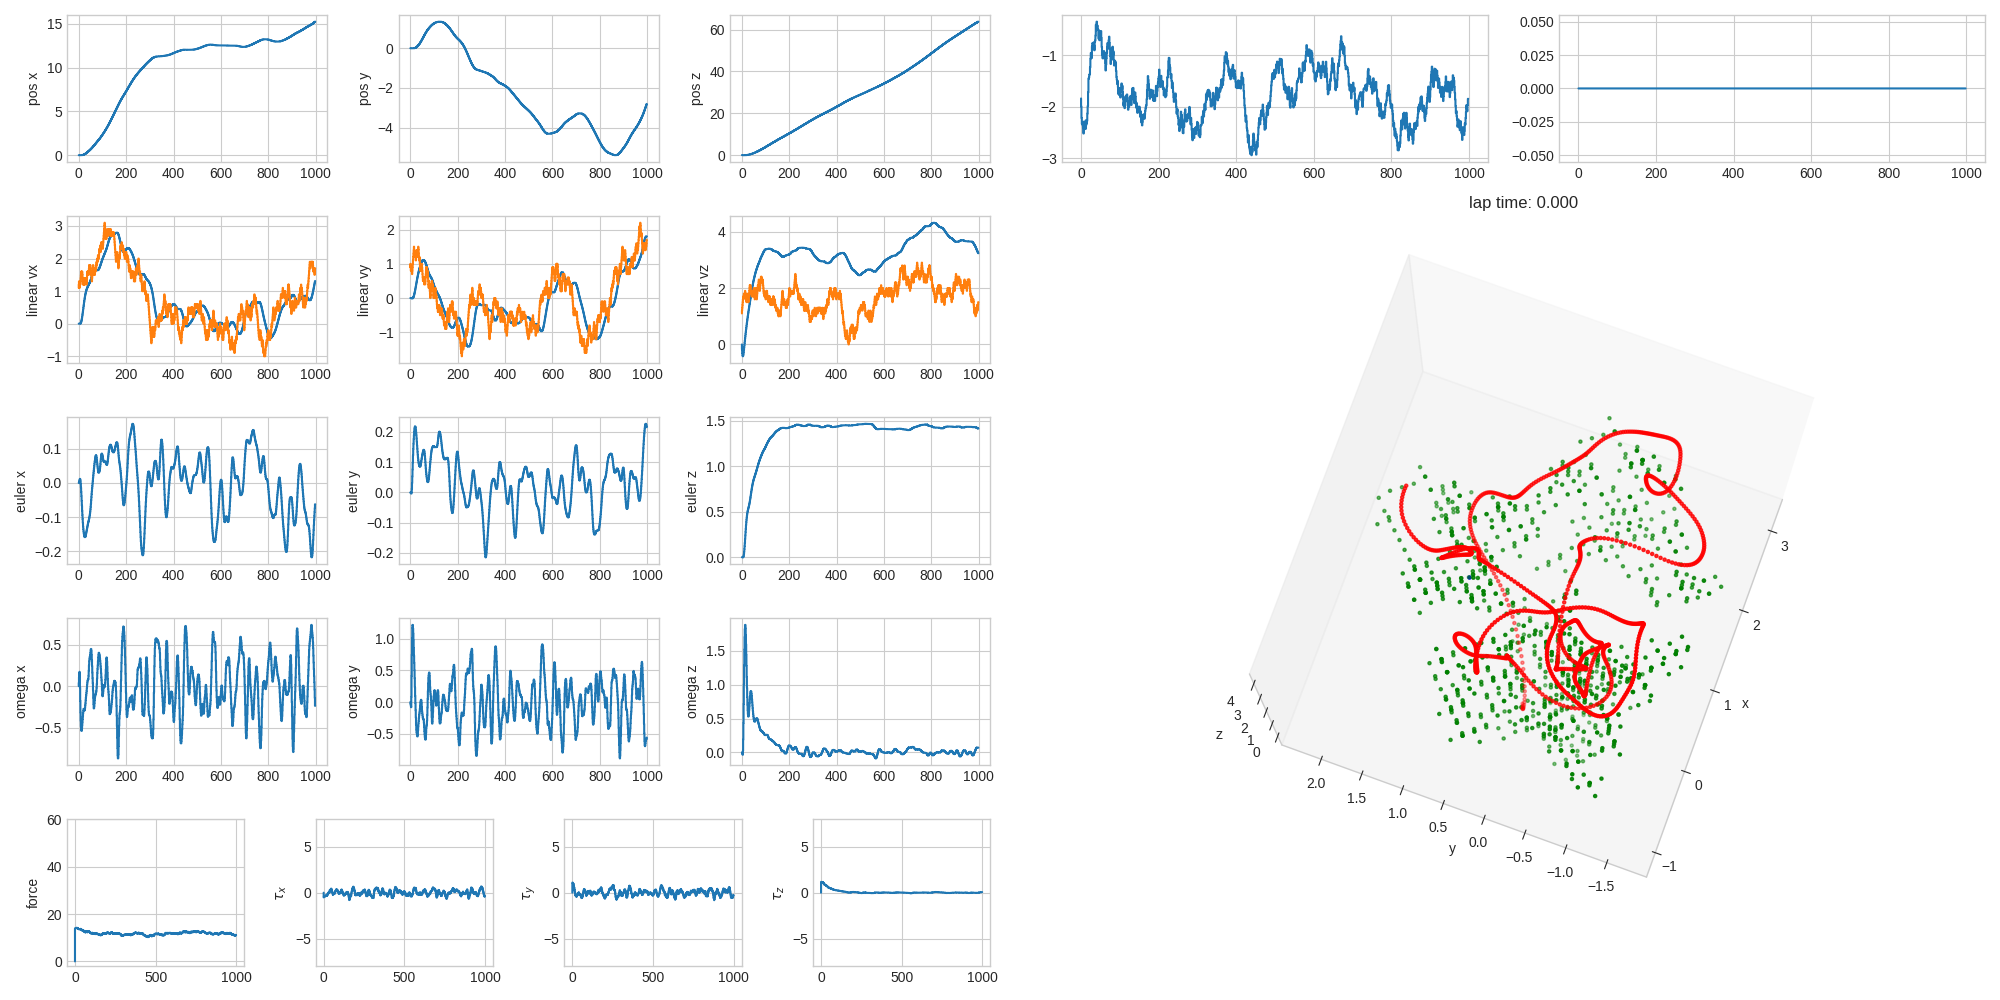 15
10
5
0
pos x
0 200 400 600 800 1000
0
−2
−4
pos y
0 200 400 600 800 1000
60
40
20
0
pos z
0 200 400 600 800 1000
−1
−2
−3
0 200 400 600 800 1000
0.050
0.025
0.000
−0.025
−0.050
0 200 400 600 800 1000
lap time: 0.000
3
2
1
0
−1
linear vx
0 200 400 600 800 1000
2
1
0
−1
linear vy
0 200 400 600 800 1000
4
2
0
linear vz
0 200 400 600 800 1000
0.1
0.0
−0.1
−0.2
euler x
0 200 400 600 800 1000
0.2
0.1
0.0
−0.1
−0.2
euler y
0 200 400 600 800 1000
1.5
1.0
0.5
0.0
euler z
0 200 400 600 800 1000
0.5
0.0
−0.5
omega x
0 200 400 600 800 1000
1.0
0.5
0.0
−0.5
omega y
0 200 400 600 800 1000
1.5
1.0
0.5
0.0
omega z
0 200 400 600 800 1000
60
40
20
0
force
0 500 1000
5
0
−5
τx
0 500 1000
5
0
−5
τy
0 500 1000
5
0
−5
τz
0 500 1000
4
3
2
1
0
z
2.0
1.5
1.0
0.5
0.0
−0.5
−1.0
−1.5
y
3
2
1
0
−1
x